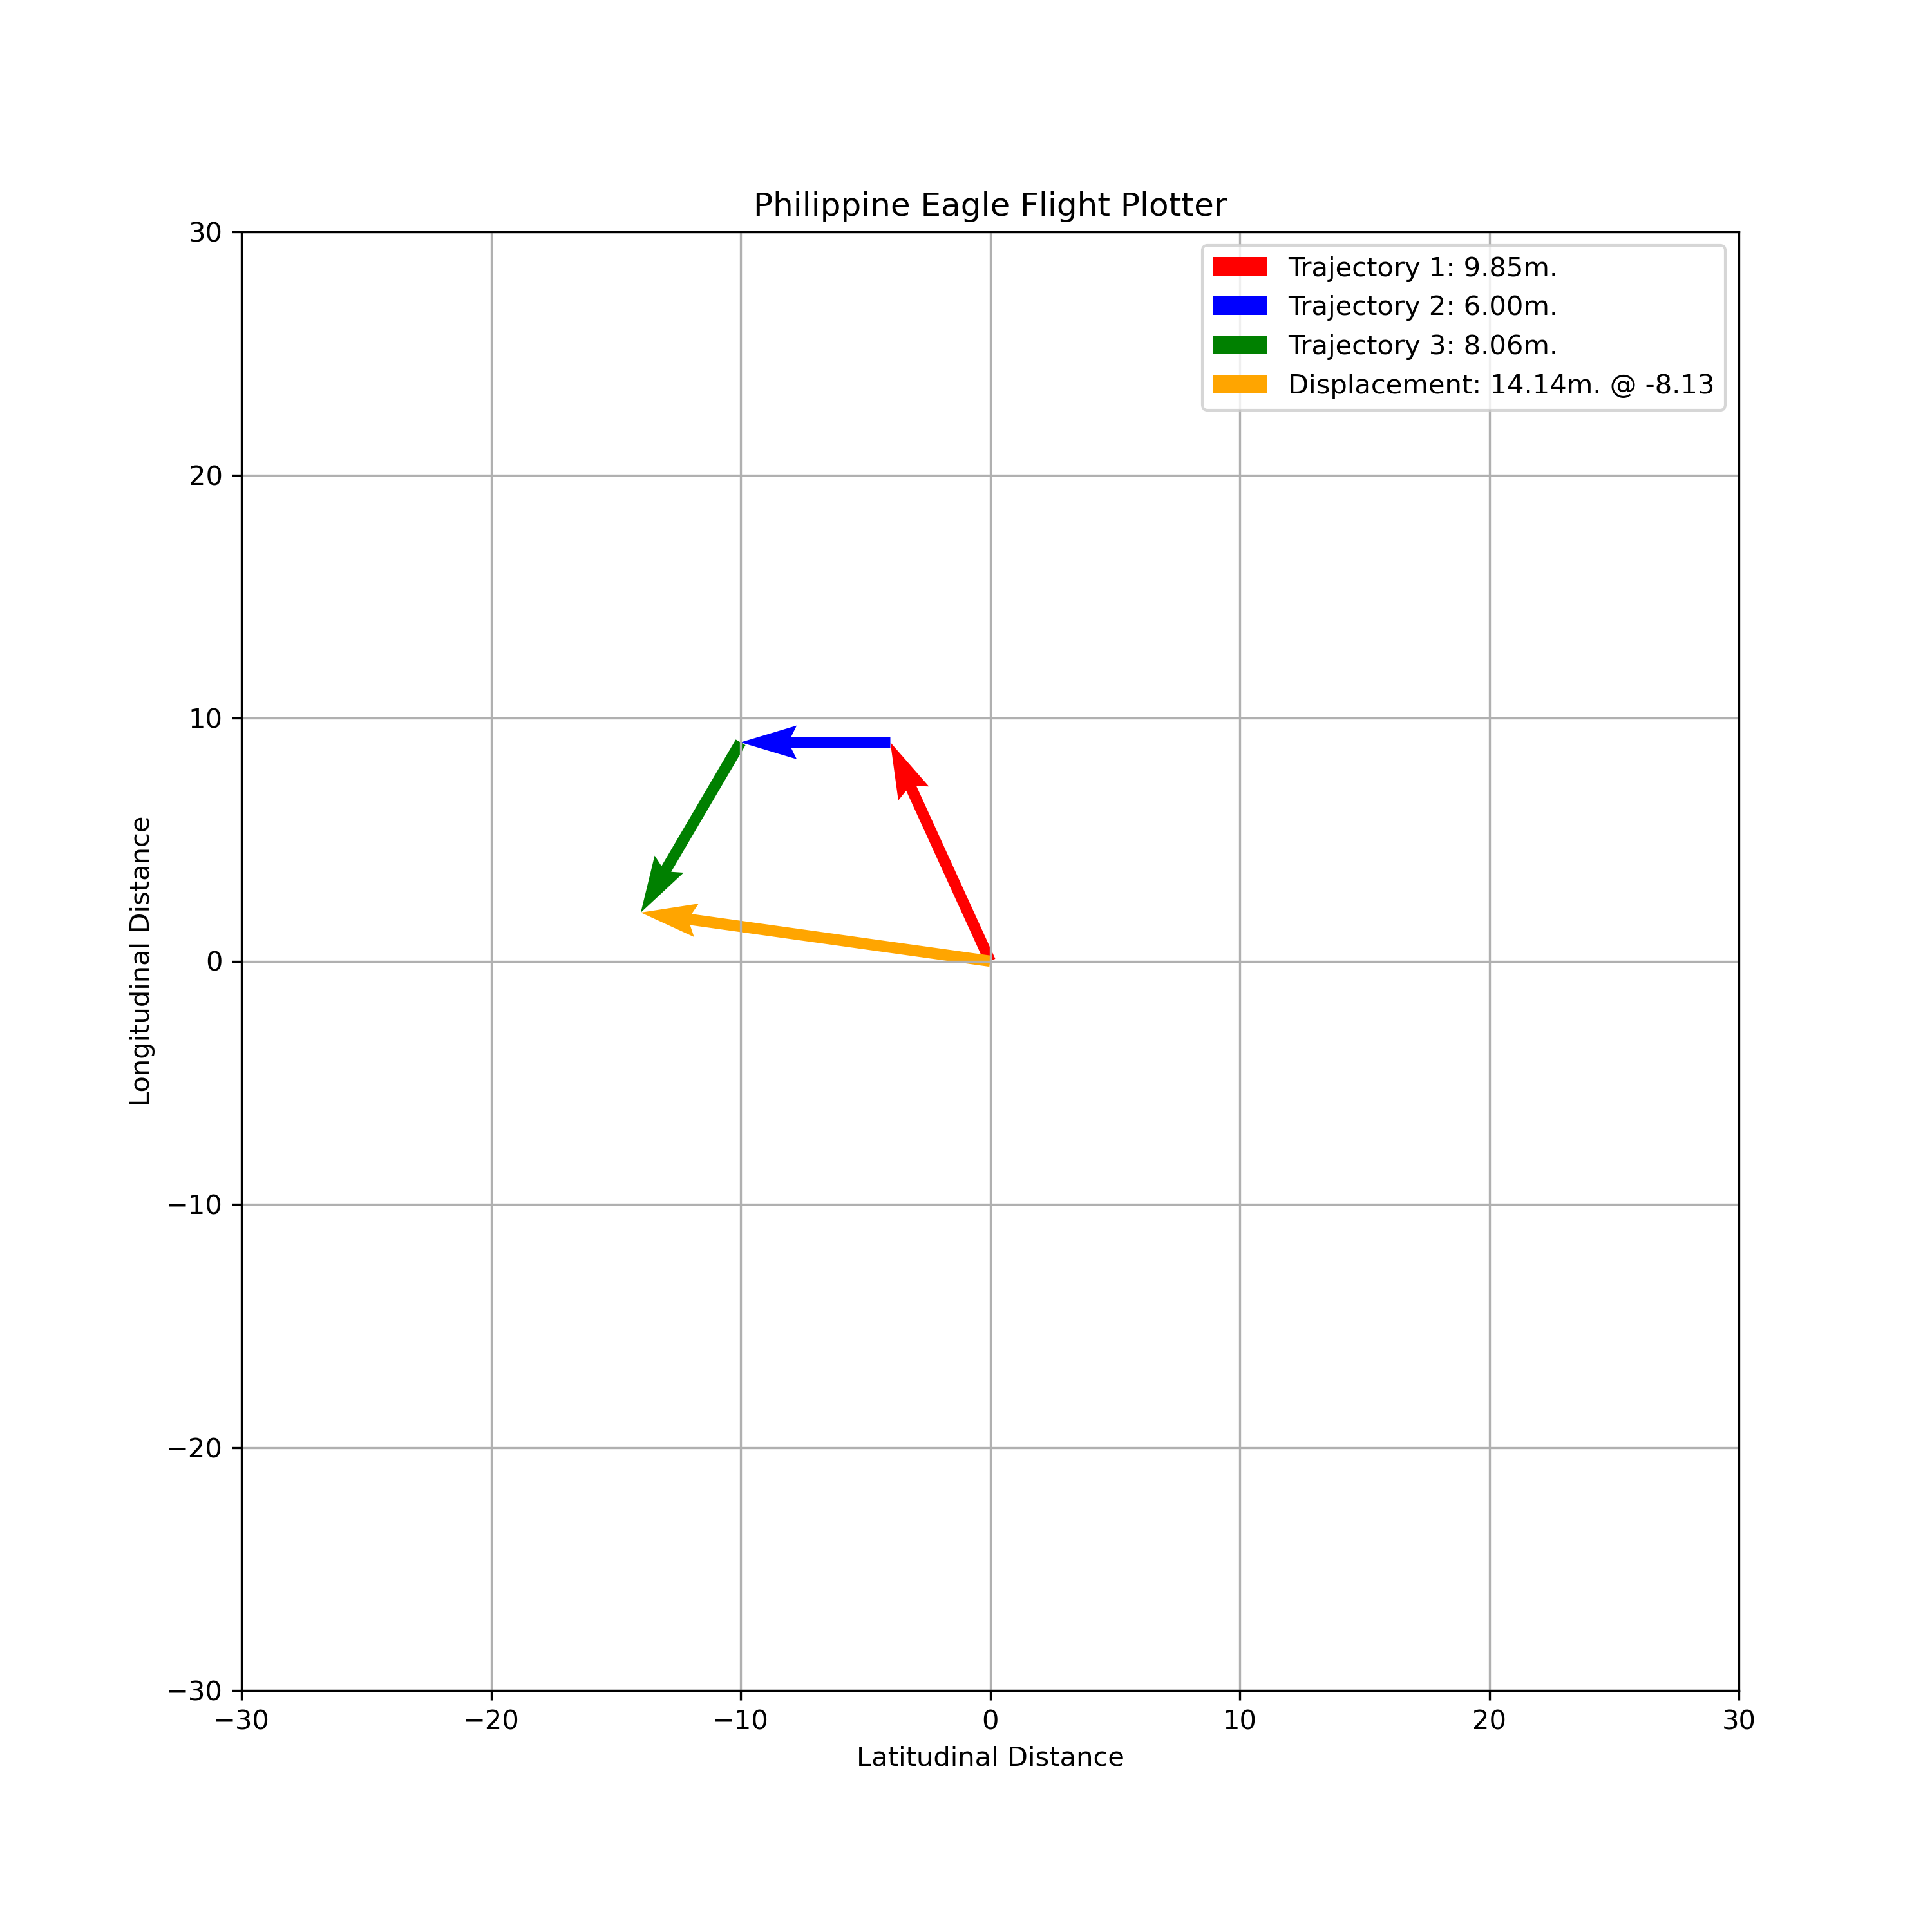 Philippine Eagle Flight Plotter
Trajectory 1: 9.85m.
Trajectory 2: 6.00m.
Trajectory 3: 8.06m.
Displacement: 14.14m. @ -8.13
30
20
10
0
−10
−20
−30
Longitudinal Distance
−30
−20
−10
0
10
20
30
Latitudinal Distance